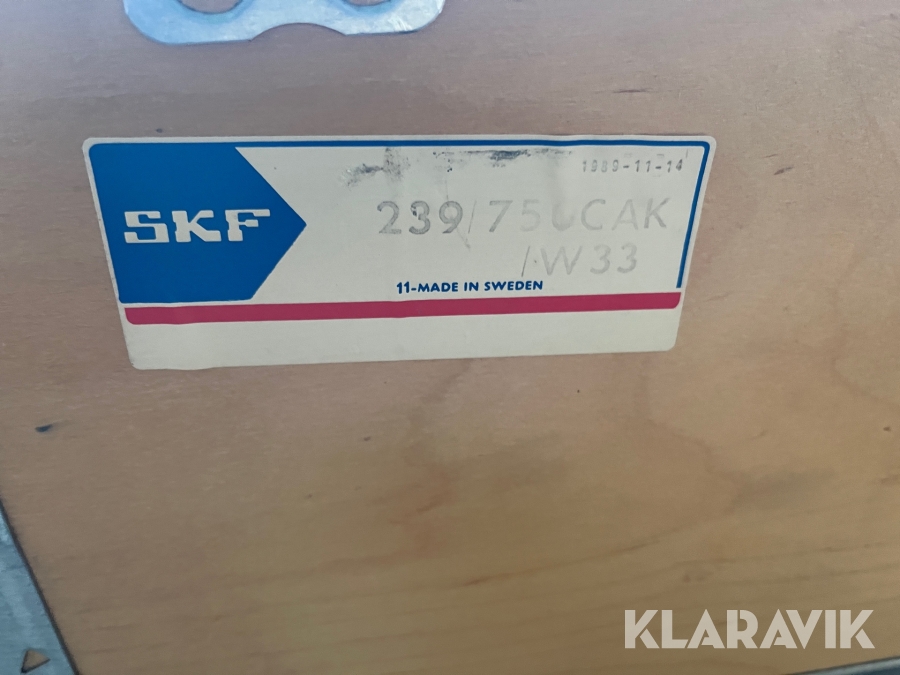 1989-11-14
SKF
239/750CAK
/W33
11-MADE IN SWEDEN
KLARAVIK